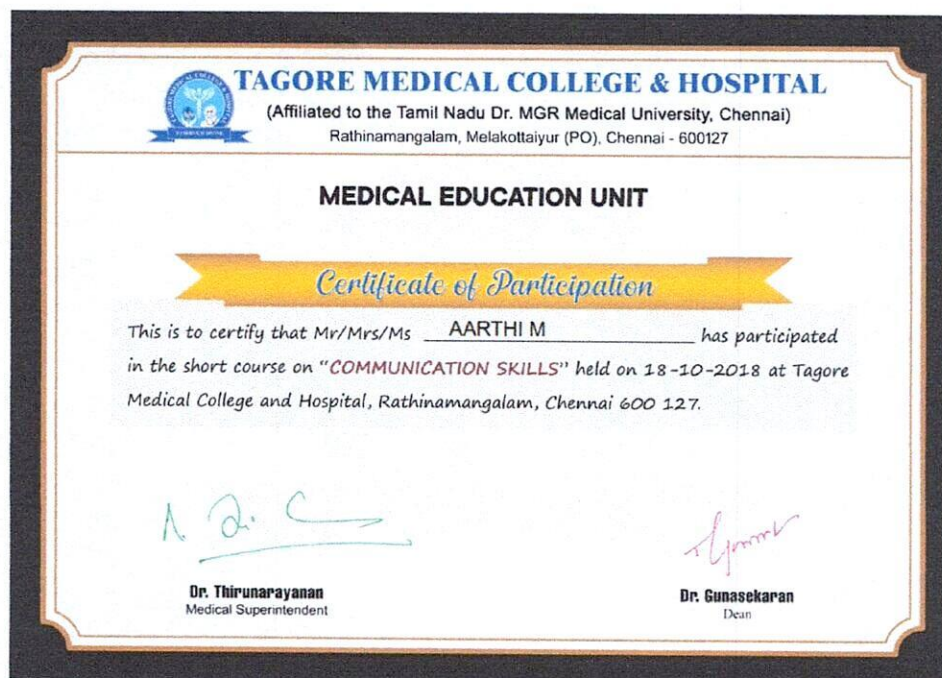 TAGORE MEDICAL COLLEGE & HOSPITAL
(Affiliated to the Tamil Nadu Dr. MGR Medical University, Chennai)
Rathinamangalam, Melakottaiyur (PO), Chennai - 600127
MEDICAL EDUCATION UNIT
Certificate of Participation
This is to certify that Mr/Mrs/Ms AARTHI M has participated
in the short course on "COMMUNICATION SKILLS" held on 18-10-2018 at Tagore
Medical College and Hospital, Rathinamangalam, Chennai 600 127.
Dr. Thirunarayanan
Medical Superintendent
Dr. Gunasekaran
Dean